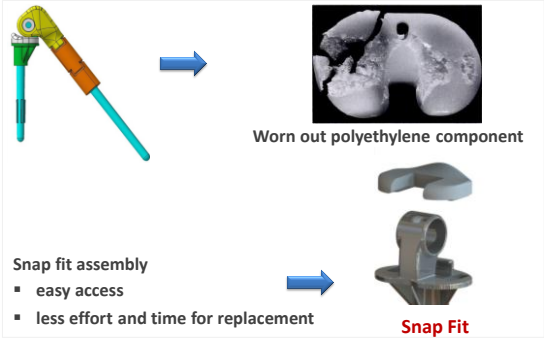 Worn out polyethylene component
Snap fit assembly
▪ easy access
▪ less effort and time for replacement
Snap Fit